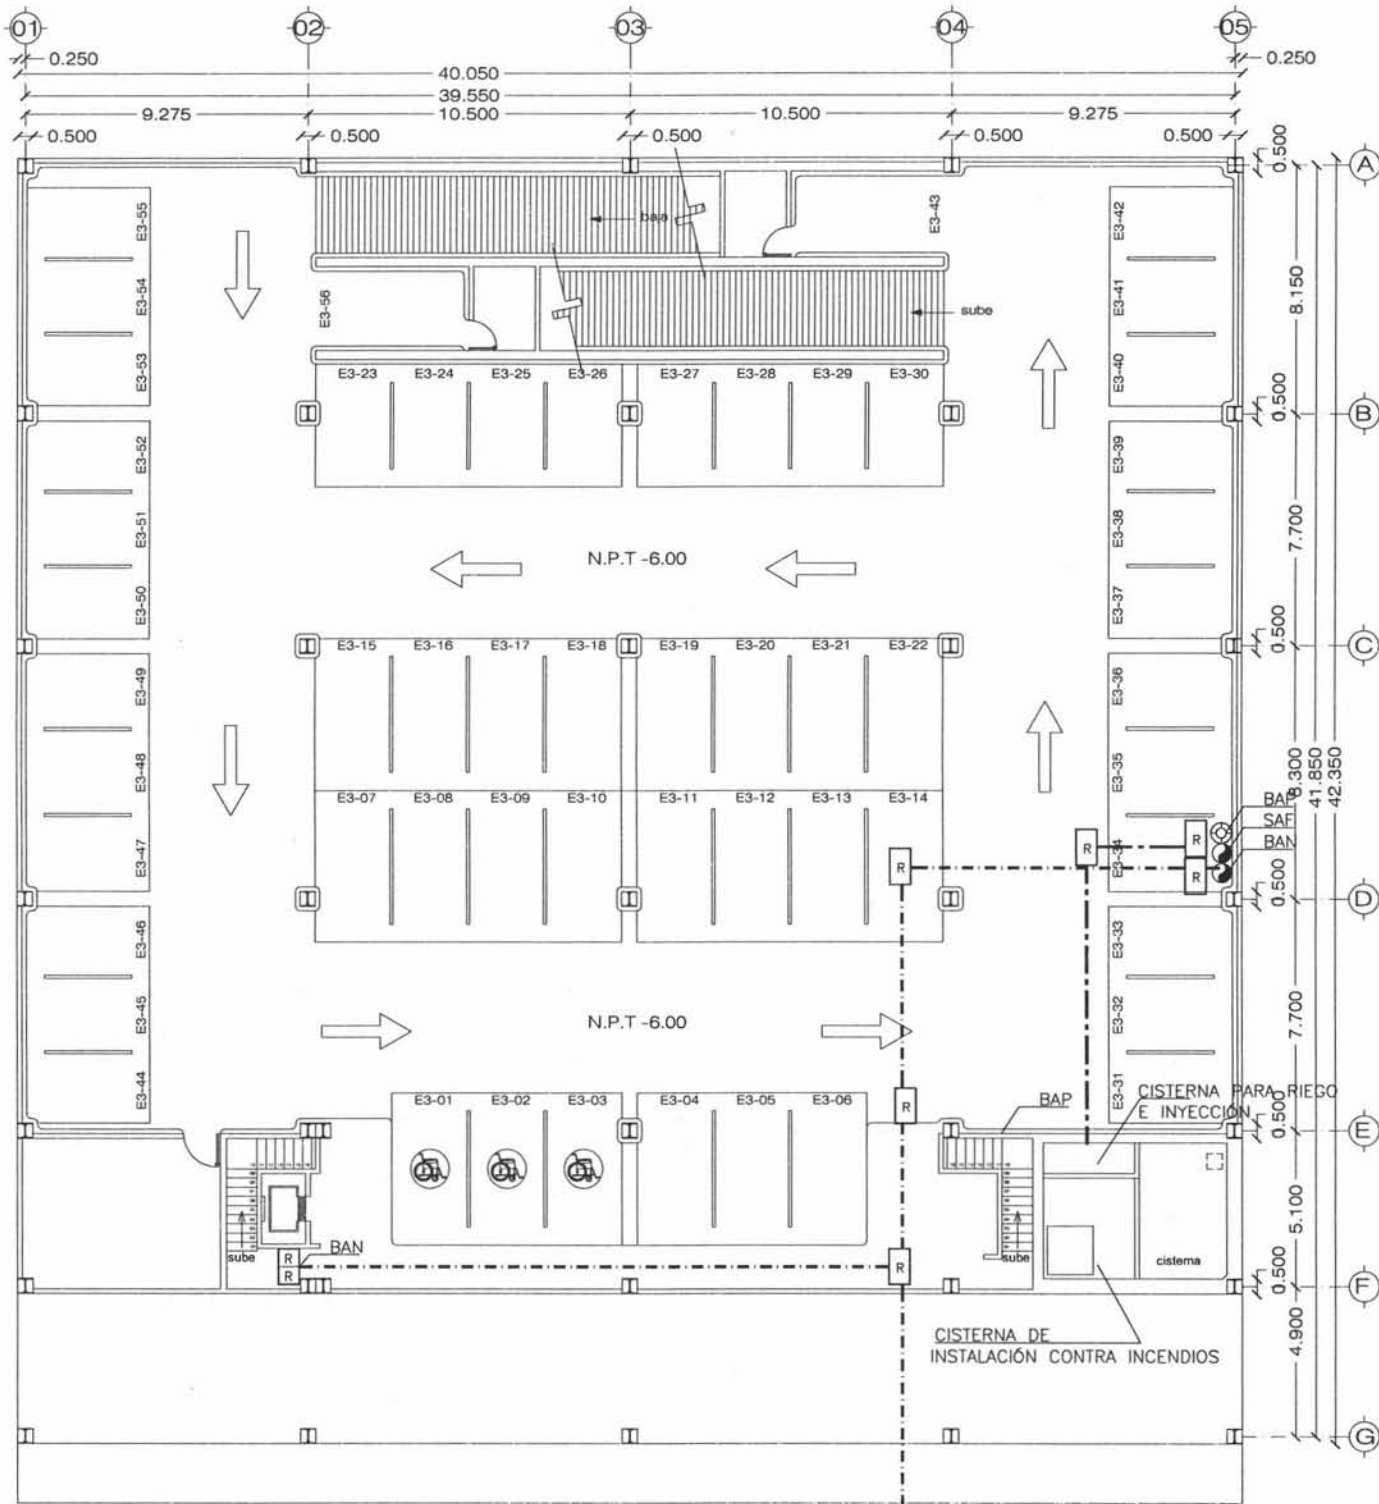 01 02 03 04 05
0.250 0.250
40.050
39.550
9.275 10.500 10.500 9.275
0.500 0.500 0.500 0.500 0.500
0.500
A
8.150
0.500
B
7.700
0.500
C
8.300
41.850
42.350
0.500
D
7.700
0.500
E
5.100
0.500
F
4.900
G
E3-55
E3-54
E3-53
E3-52
E3-51
E3-50
E3-49
E3-48
E3-47
E3-46
E3-45
E3-44
baja
E3-43
E3-56
sube
E3-23 E3-24 E3-25 E3-26 E3-27 E3-28 E3-29 E3-30
N.P.T -6.00
E3-15 E3-16 E3-17 E3-18 E3-19 E3-20 E3-21 E3-22
E3-07 E3-08 E3-09 E3-10 E3-11 E3-12 E3-13 E3-14
N.P.T -6.00
E3-01 E3-02 E3-03 E3-04 E3-05 E3-06
E3-42
E3-41
E3-40
E3-39
E3-38
E3-37
E3-36
E3-35
E3-34
E3-33
E3-32
E3-31
BAP
SAF
BAN
R
R
R
R
R
R
R
R
BAP
CISTERNA PARA RIEGO
E INYECCIÓN
sube
BAN
sube
cisterna
CISTERNA DE
INSTALACIÓN CONTRA INCENDIOS